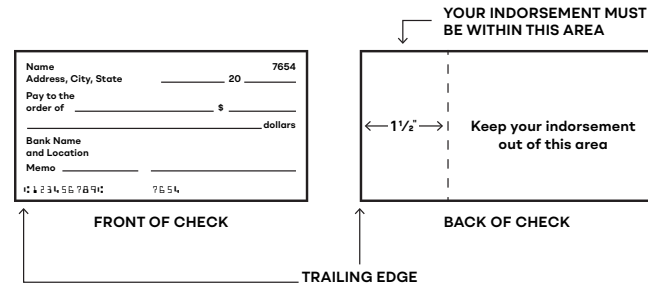 YOUR INDORSEMENT MUST
BE WITHIN THIS AREA
Name 7654
Address, City, State 20
Pay to the
order of $
dollars
Bank Name
and Location
Memo
⑆123456789⑆ 7654
1 1/2"
Keep your indorsement
out of this area
FRONT OF CHECK
BACK OF CHECK
TRAILING EDGE